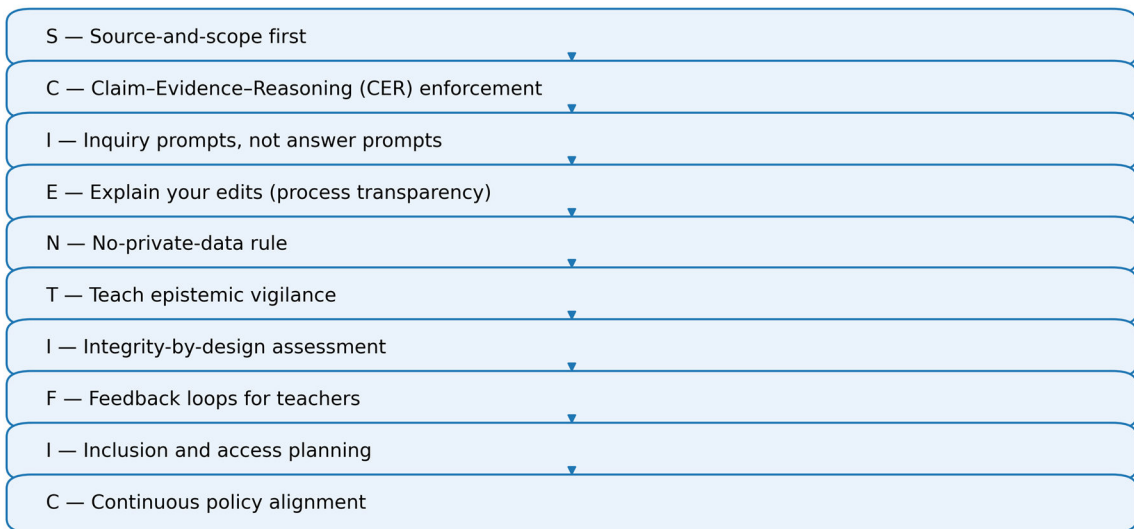 S — Source-and-scope first
C — Claim–Evidence–Reasoning (CER) enforcement
I — Inquiry prompts, not answer prompts
E — Explain your edits (process transparency)
N — No-private-data rule
T — Teach epistemic vigilance
I — Integrity-by-design assessment
F — Feedback loops for teachers
I — Inclusion and access planning
C — Continuous policy alignment